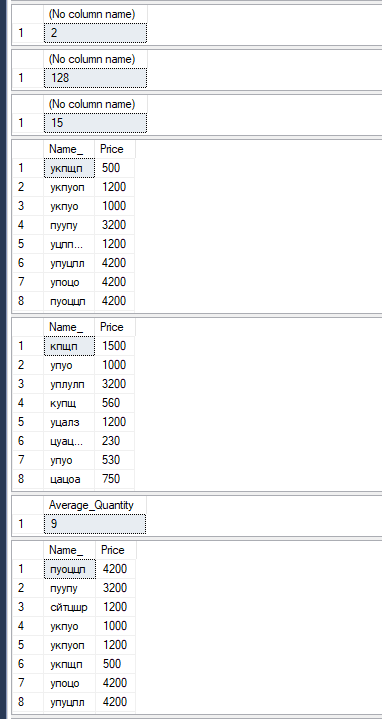 (No column name)
1 2
(No column name)
1 128
(No column name)
1 15
Name_ Price
1 укпщп 500
2 укпуоп 1200
3 укпуо 1000
4 пуупу 3200
5 уцпп... 1200
6 упуцпл 4200
7 упоцо 4200
8 пуоццп 4200
Name_ Price
1 кпщп 1500
2 упуо 1000
3 уплулп 3200
4 купщ 560
5 уцалз 1200
6 цуац... 230
7 упуо 530
8 цацоа 750
Average_Quantity
1 9
Name_ Price
1 пуоццп 4200
2 пуупу 3200
3 сйтцшр 1200
4 укпуо 1000
5 укпуоп 1200
6 укпщп 500
7 упоцо 4200
8 упуцпл 4200